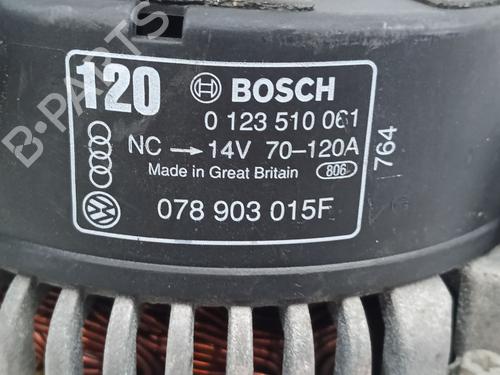 120 BOSCH
0 123 510 061
NC → 14V 70-120A
Made in Great Britain 806
078 903 015F
764
B-PARTS